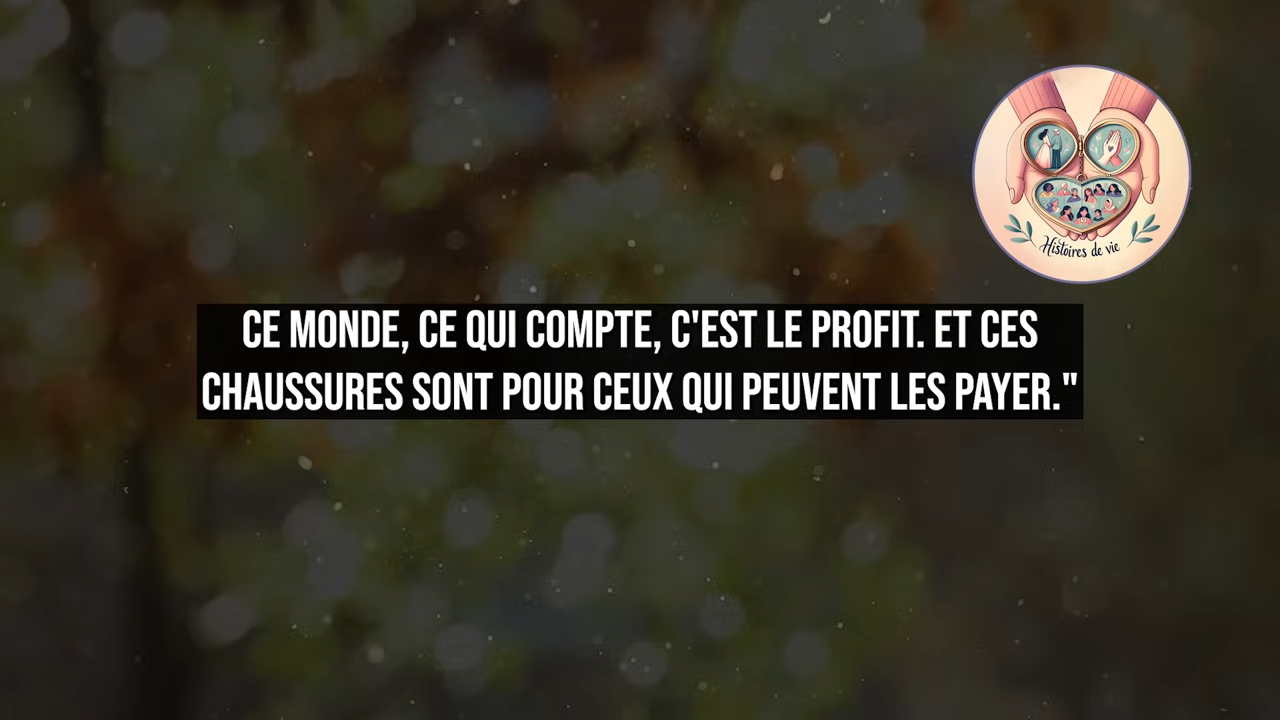 Histoires de vie
CE MONDE, CE QUI COMPTE, C'EST LE PROFIT. ET CES
CHAUSSURES SONT POUR CEUX QUI PEUVENT LES PAYER."